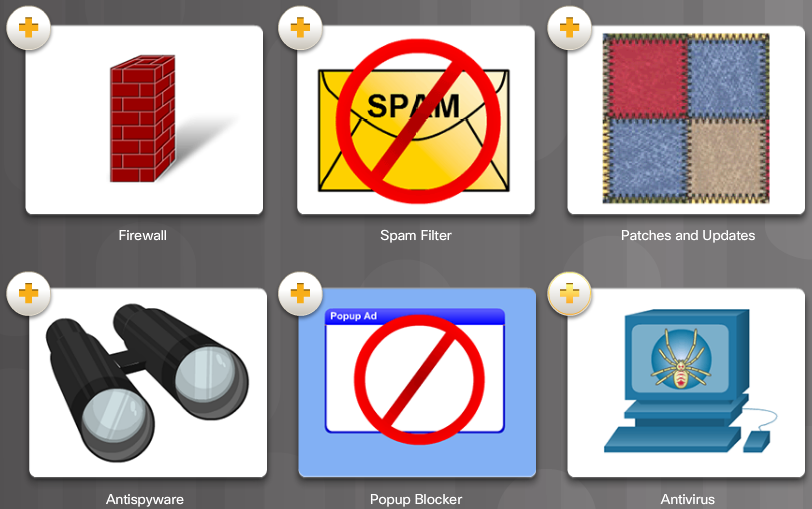 SPAM
Firewall
Spam Filter
Patches and Updates
Popup Ad
Antispyware
Popup Blocker
Antivirus